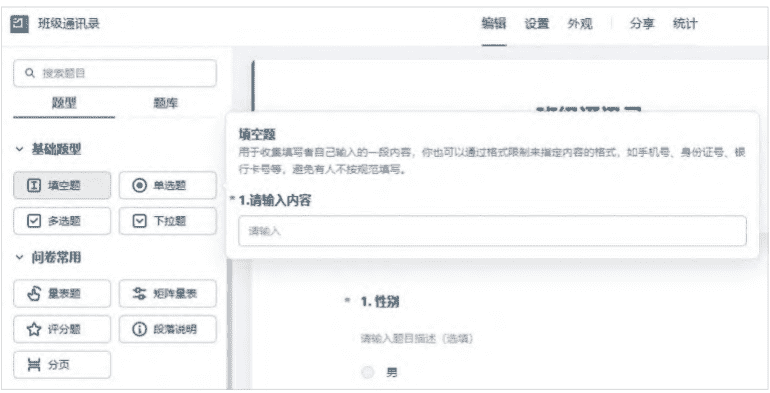 班级通讯录
编辑 设置 外观 分享 统计
搜索题目
题型 题库
基础题型
填空题 单选题
多选题 下拉题
问卷常用
量表题 矩阵量表
评分题 段落说明
分页
填空题
用于收集填写者自己输入的一段内容，你也可以通过格式限制来指定内容的格式，如手机号、身份证号、银
行卡号等，避免有人不按规范填写。
* 1.请输入内容
请输入
* 1. 性别
请输入题目描述（选填）
男